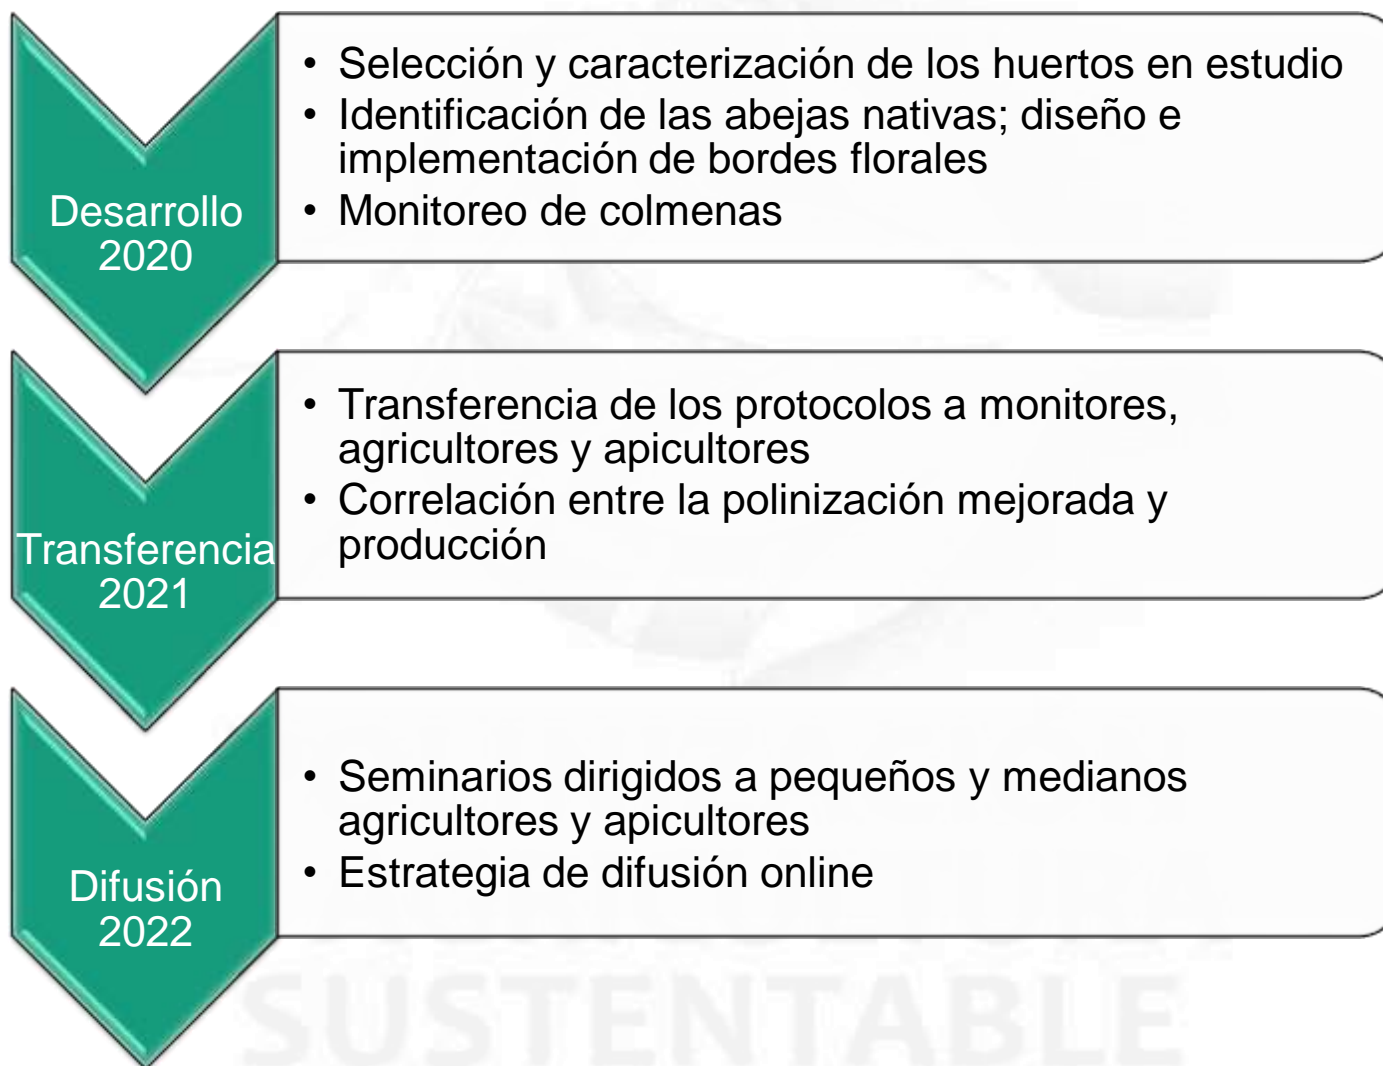 Desarrollo
2020
• Selección y caracterización de los huertos en estudio
• Identificación de las abejas nativas; diseño e
implementación de bordes florales
• Monitoreo de colmenas
Transferencia
2021
• Transferencia de los protocolos a monitores,
agricultores y apicultores
• Correlación entre la polinización mejorada y
producción
Difusión
2022
• Seminarios dirigidos a pequeños y medianos
agricultores y apicultores
• Estrategia de difusión online
SUSTENTABLE